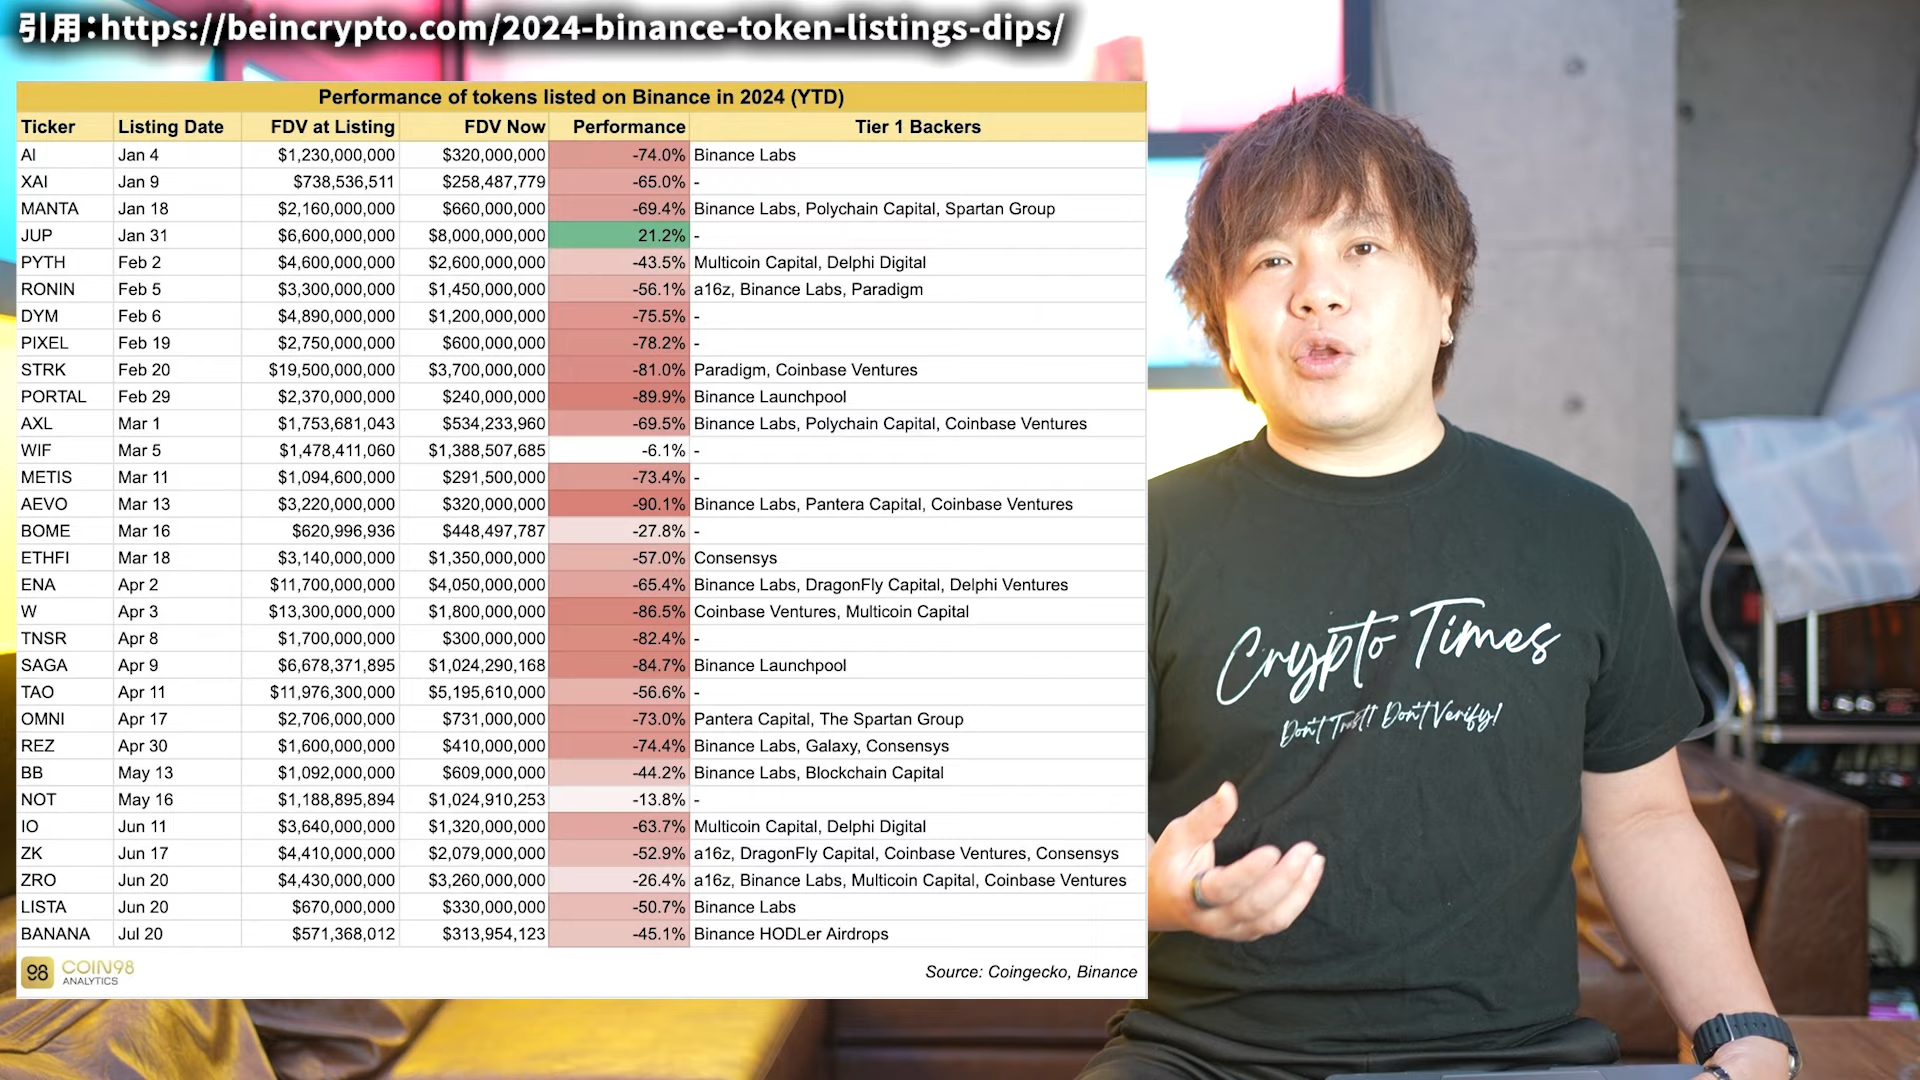 引用：https://beincrypto.com/2024-binance-token-listings-dips/
Performance of tokens listed on Binance in 2024 (YTD)
Ticker Listing Date FDV at Listing FDV Now Performance Tier 1 Backers
AI Jan 4 $1,230,000,000 $320,000,000 -74.0% Binance Labs
XAI Jan 9 $738,536,511 $258,487,779 -65.0% -
MANTA Jan 18 $2,160,000,000 $660,000,000 -69.4% Binance Labs, Polychain Capital, Spartan Group
JUP Jan 31 $6,600,000,000 $8,000,000,000 21.2% -
PYTH Feb 2 $4,600,000,000 $2,600,000,000 -43.5% Multicoin Capital, Delphi Digital
RONIN Feb 5 $3,300,000,000 $1,450,000,000 -56.1% a16z, Binance Labs, Paradigm
DYM Feb 6 $4,890,000,000 $1,200,000,000 -75.5% -
PIXEL Feb 19 $2,750,000,000 $600,000,000 -78.2% -
STRK Feb 20 $19,500,000,000 $3,700,000,000 -81.0% Paradigm, Coinbase Ventures
PORTAL Feb 29 $2,370,000,000 $240,000,000 -89.9% Binance Launchpool
AXL Mar 1 $1,753,681,043 $534,233,960 -69.5% Binance Labs, Polychain Capital, Coinbase Ventures
WIF Mar 5 $1,478,411,060 $1,388,507,685 -6.1% -
METIS Mar 11 $1,094,600,000 $291,500,000 -73.4% -
AEVO Mar 13 $3,220,000,000 $320,000,000 -90.1% Binance Labs, Pantera Capital, Coinbase Ventures
BOME Mar 16 $620,996,936 $448,497,787 -27.8% -
ETHFI Mar 18 $3,140,000,000 $1,350,000,000 -57.0% Consensys
ENA Apr 2 $11,700,000,000 $4,050,000,000 -65.4% Binance Labs, DragonFly Capital, Delphi Ventures
W Apr 3 $13,300,000,000 $1,800,000,000 -86.5% Coinbase Ventures, Multicoin Capital
TNSR Apr 8 $1,700,000,000 $300,000,000 -82.4% -
SAGA Apr 9 $6,678,371,895 $1,024,290,168 -84.7% Binance Launchpool
TAO Apr 11 $11,976,300,000 $5,195,610,000 -56.6% -
OMNI Apr 17 $2,706,000,000 $731,000,000 -73.0% Pantera Capital, The Spartan Group
REZ Apr 30 $1,600,000,000 $410,000,000 -74.4% Binance Labs, Galaxy, Consensys
BB May 13 $1,092,000,000 $609,000,000 -44.2% Binance Labs, Blockchain Capital
NOT May 16 $1,188,895,894 $1,024,910,253 -13.8% -
IO Jun 11 $3,640,000,000 $1,320,000,000 -63.7% Multicoin Capital, Delphi Digital
ZK Jun 17 $4,410,000,000 $2,079,000,000 -52.9% a16z, DragonFly Capital, Coinbase Ventures, Consensys
ZRO Jun 20 $4,430,000,000 $3,260,000,000 -26.4% a16z, Binance Labs, Multicoin Capital, Coinbase Ventures
LISTA Jun 20 $670,000,000 $330,000,000 -50.7% Binance Labs
BANANA Jul 20 $571,368,012 $313,954,123 -45.1% Binance HODLer Airdrops
98 COIN98
ANALYTICS
Source: Coingecko, Binance
Crypto Times
Don't Trust! Don't Verify!